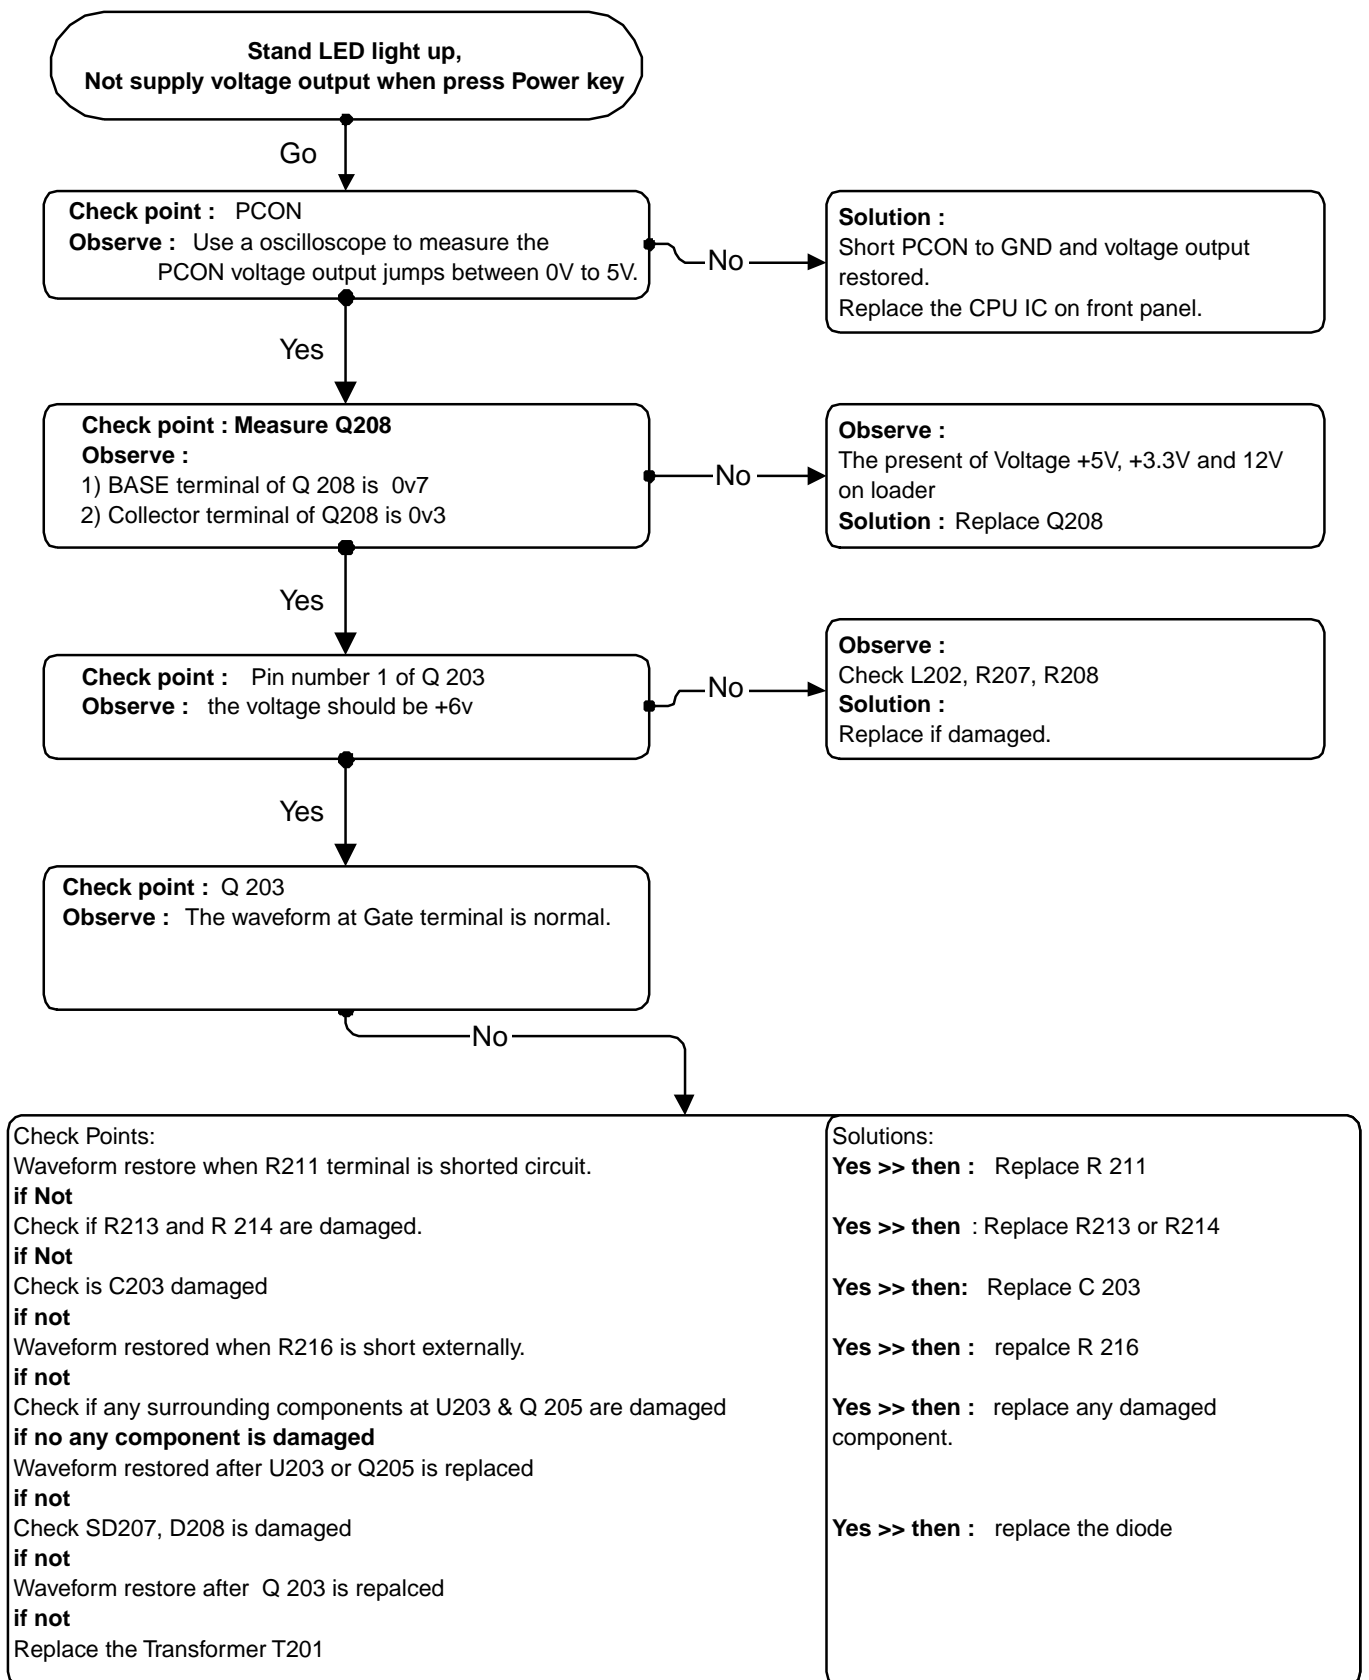 Stand LED light up,
Not supply voltage output when press Power key
Go
Check point : PCON
Observe : Use a oscilloscope to measure the
PCON voltage output jumps between 0V to 5V.
No
Solution :
Short PCON to GND and voltage output
restored.
Replace the CPU IC on front panel.
Yes
Check point : Measure Q208
Observe :
1) BASE terminal of Q 208 is 0v7
2) Collector terminal of Q208 is 0v3
No
Observe :
The present of Voltage +5V, +3.3V and 12V
on loader
Solution : Replace Q208
Yes
Check point : Pin number 1 of Q 203
Observe : the voltage should be +6v
No
Observe :
Check L202, R207, R208
Solution :
Replace if damaged.
Yes
Check point : Q 203
Observe : The waveform at Gate terminal is normal.
No
Check Points:
Waveform restore when R211 terminal is shorted circuit.
if Not
Check if R213 and R 214 are damaged.
if Not
Check is C203 damaged
if not
Waveform restored when R216 is short externally.
if not
Check if any surrounding components at U203 & Q 205 are damaged
if no any component is damaged
Waveform restored after U203 or Q205 is replaced
if not
Check SD207, D208 is damaged
if not
Waveform restore after Q 203 is repalced
if not
Replace the Transformer T201
Solutions:
Yes >> then : Replace R 211
Yes >> then : Replace R213 or R214
Yes >> then: Replace C 203
Yes >> then : repalce R 216
Yes >> then : replace any damaged
component.
Yes >> then : replace the diode